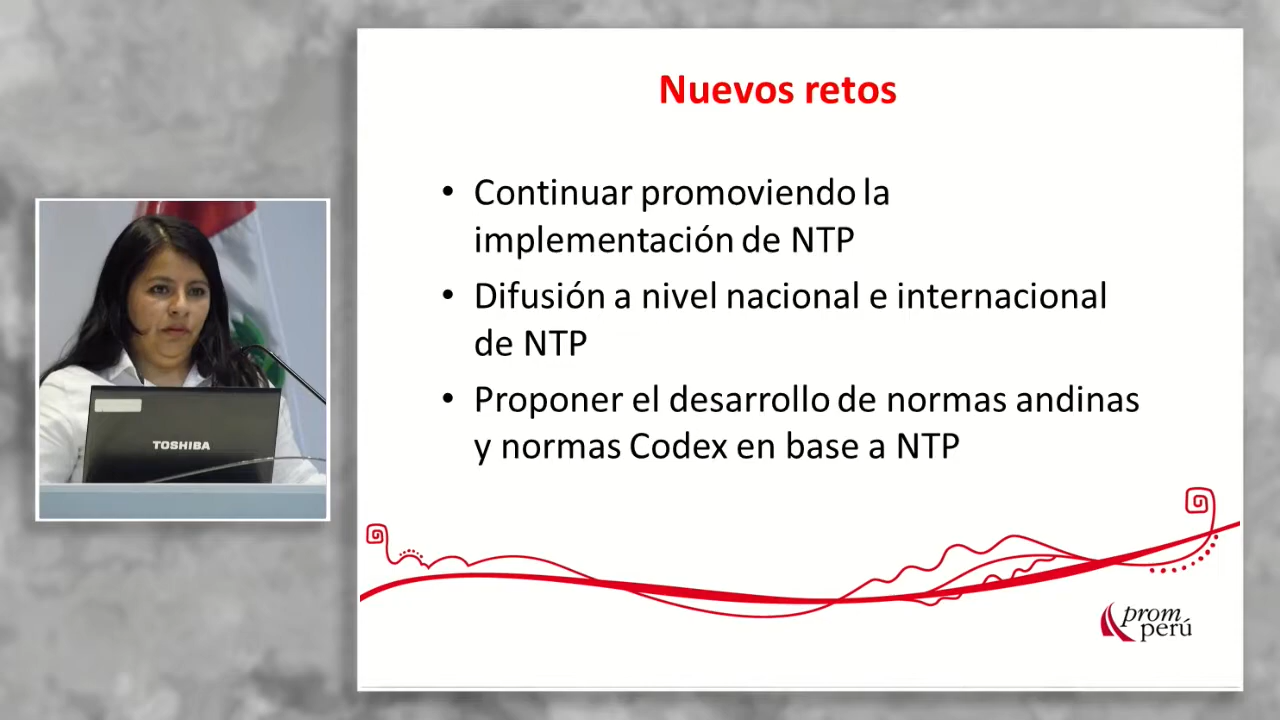 Nuevos retos
• Continuar promoviendo la
implementación de NTP
• Difusión a nivel nacional e internacional
de NTP
• Proponer el desarrollo de normas andinas
y normas Codex en base a NTP
TOSHIBA
prom
perú